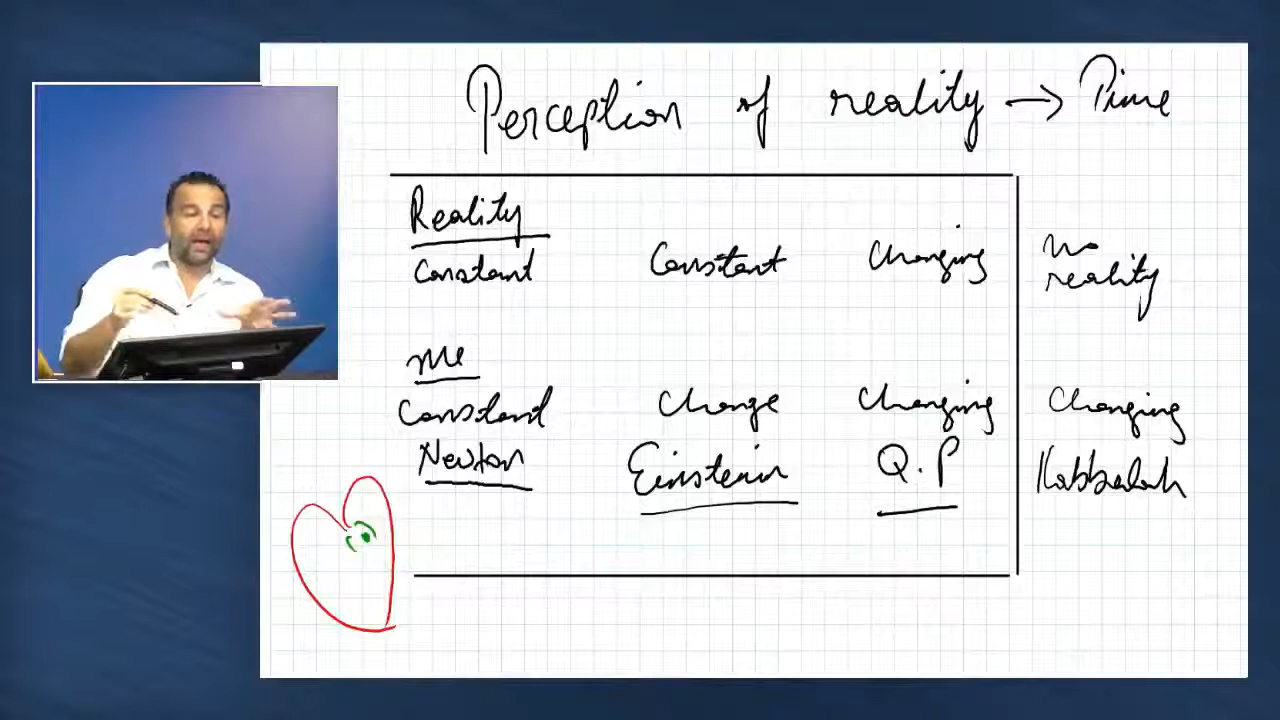 Perception of reality → Time
Reality
Constant Constant Changing no reality
Me
Constant Change Changing Changing
Newton Einstein Q.P Kabbalah